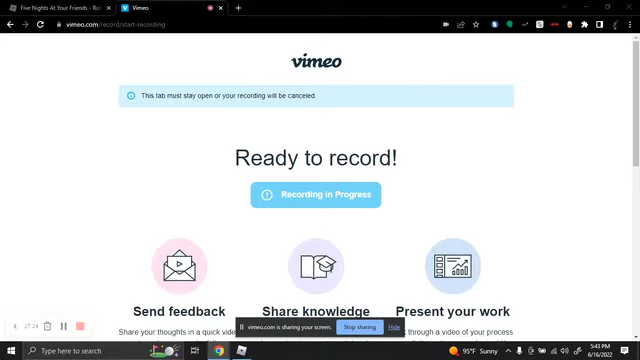 Five Nights At Your Friends - Rob
Vimeo
vimeo.com/record/start-recording
vimeo
This tab must stay open or your recording will be canceled.
Ready to record!
Recording in Progress
Send feedback
Share knowledge
Present your work
Share your thoughts in a quick vide
through a video of your process
vimeo.com is sharing your screen.
Stop sharing
Hide
27:24
Type here to search
95°F Sunny
5:43 PM
6/16/2022